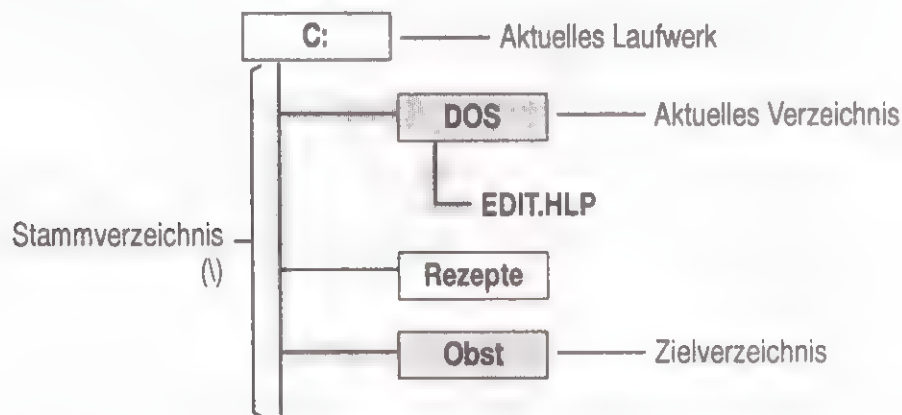 C: Aktuelles Laufwerk
DOS Aktuelles Verzeichnis
EDIT.HLP
Stammverzeichnis
(\)
Rezepte
Obst Zielverzeichnis